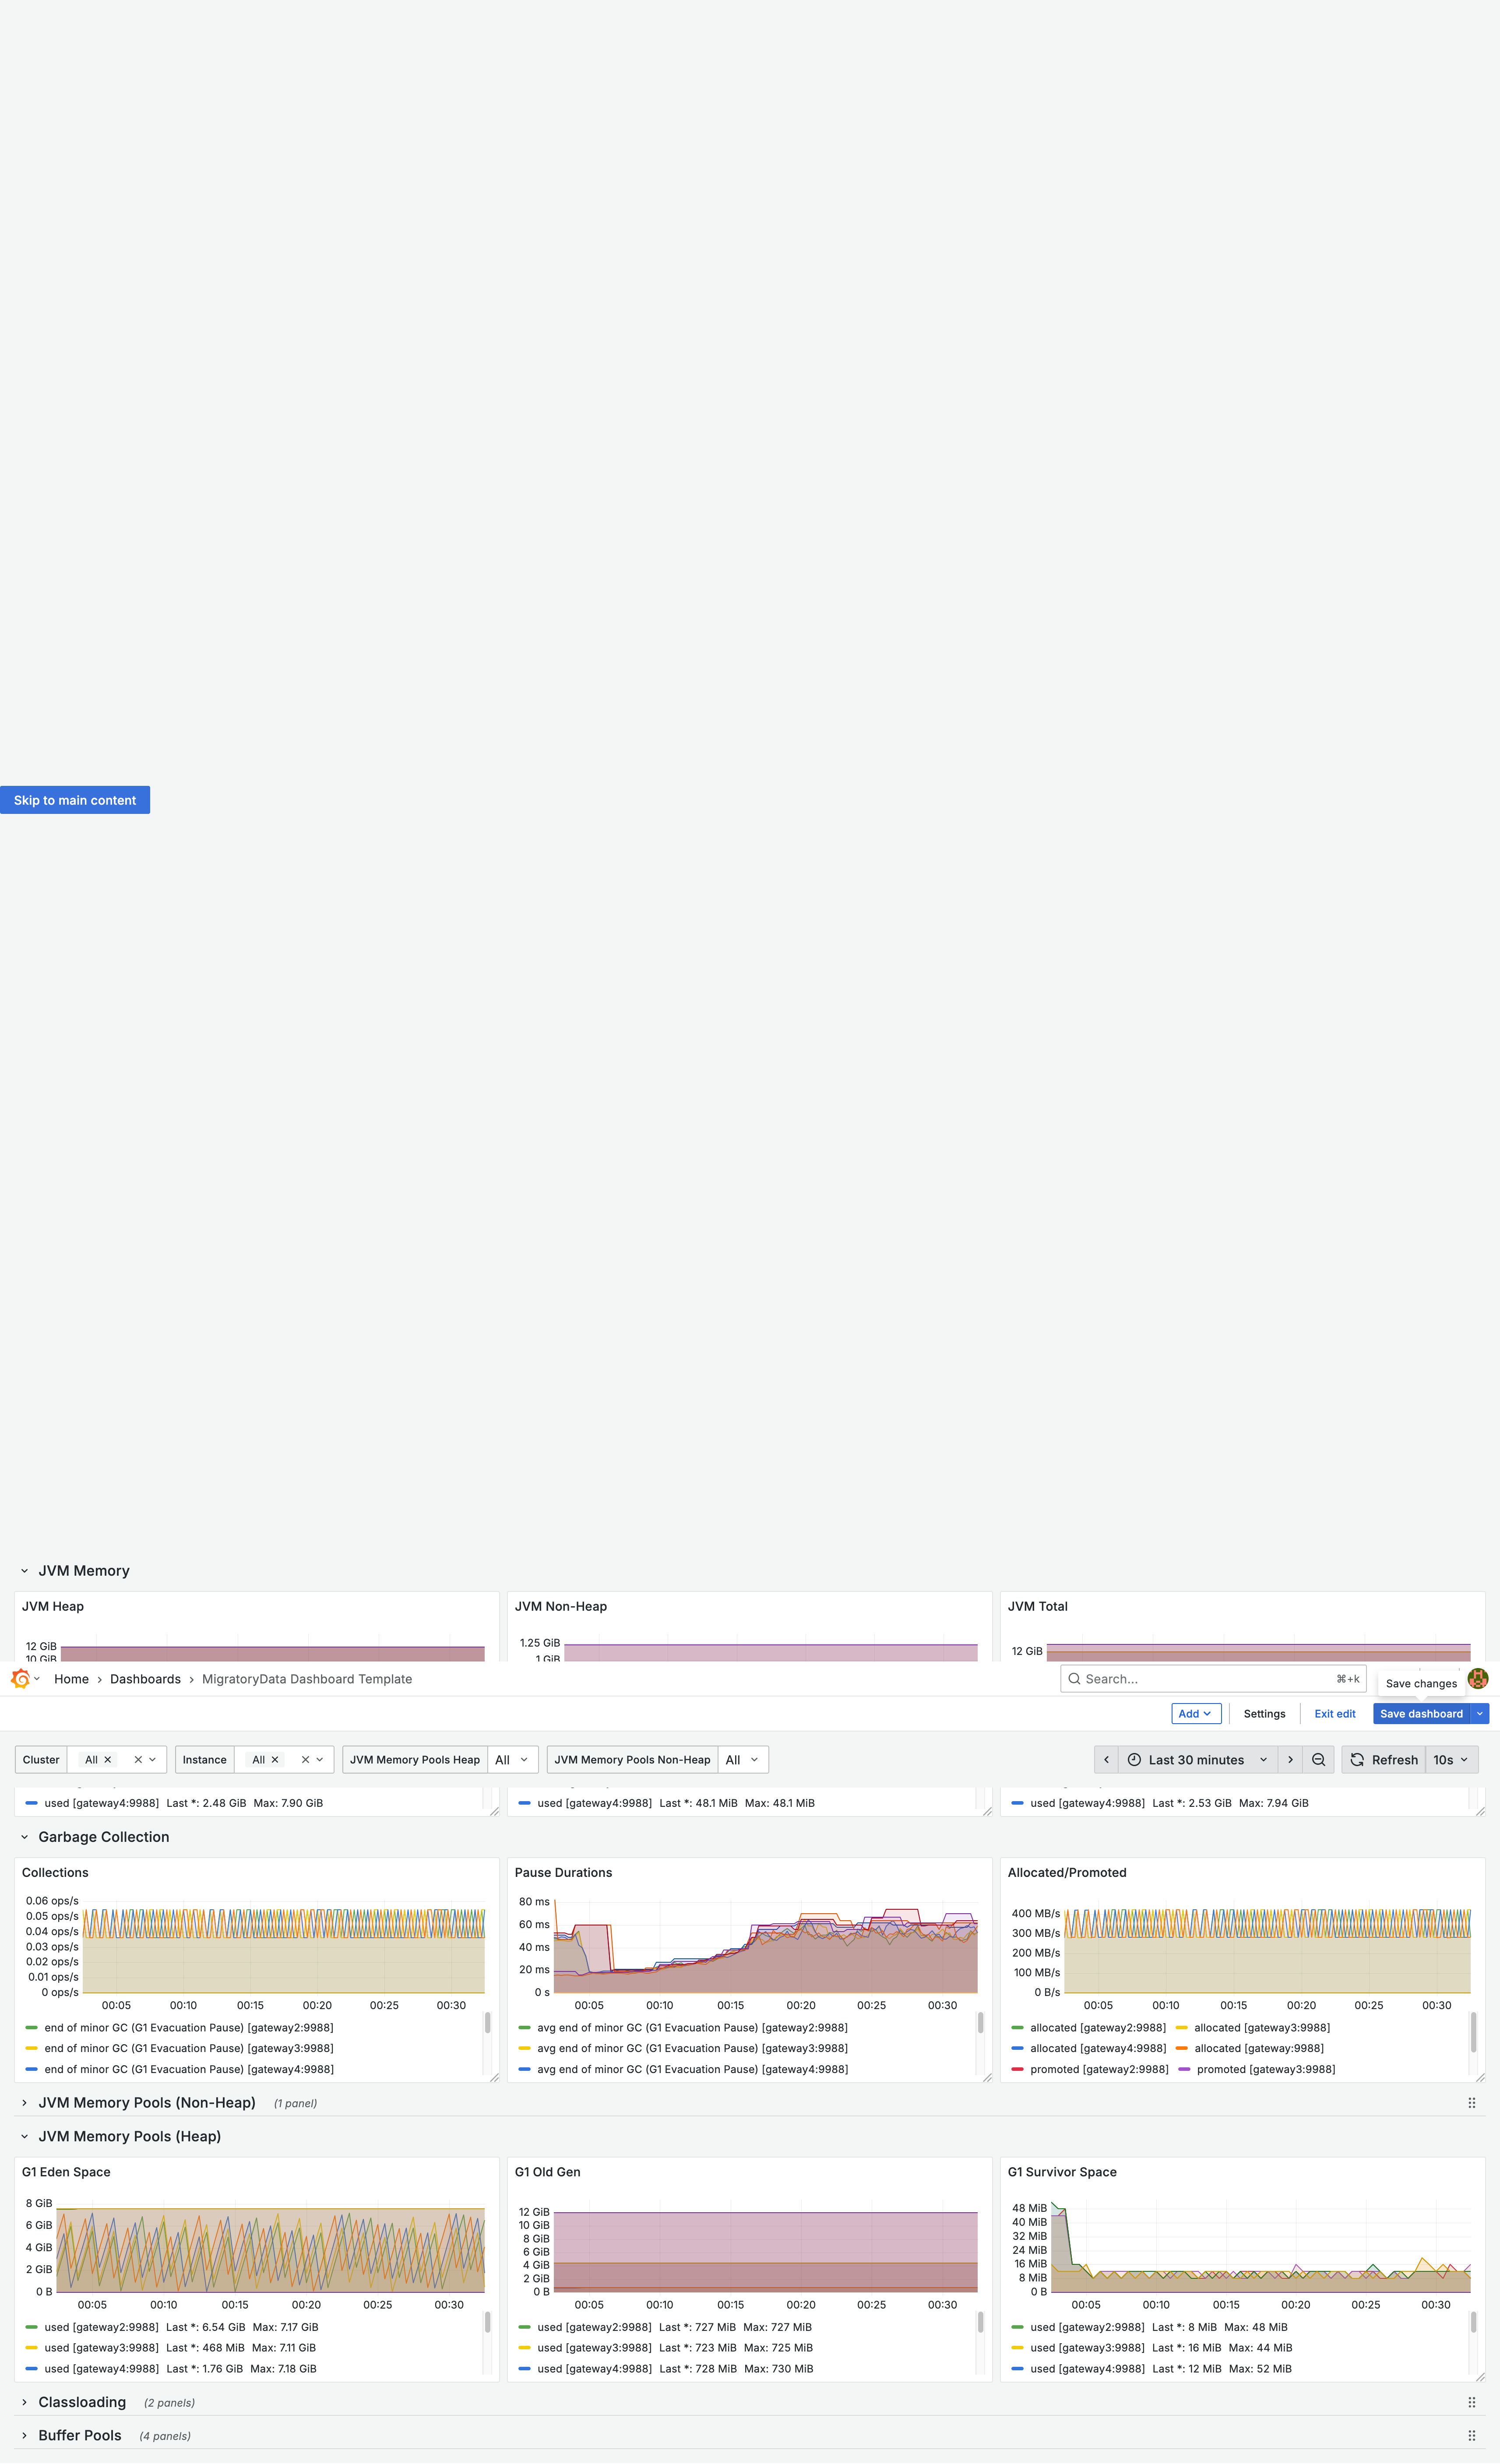 Skip to main content
JVM Memory
JVM Heap
12 GiB
10 GiB
JVM Non-Heap
1.25 GiB
1 GiB
JVM Total
12 GiB
Home › Dashboards › MigratoryData Dashboard Template
Search...
⌘+k
Save changes
Add
Settings
Exit edit
Save dashboard
Cluster
All
Instance
All
JVM Memory Pools Heap
All
JVM Memory Pools Non-Heap
All
Last 30 minutes
Refresh
10s
used [gateway4:9988] Last *: 2.48 GiB Max: 7.90 GiB
used [gateway4:9988] Last *: 48.1 MiB Max: 48.1 MiB
used [gateway4:9988] Last *: 2.53 GiB Max: 7.94 GiB
Garbage Collection
Collections
0.06 ops/s
0.05 ops/s
0.04 ops/s
0.03 ops/s
0.02 ops/s
0.01 ops/s
0 ops/s
00:05 00:10 00:15 00:20 00:25 00:30
end of minor GC (G1 Evacuation Pause) [gateway2:9988]
end of minor GC (G1 Evacuation Pause) [gateway3:9988]
end of minor GC (G1 Evacuation Pause) [gateway4:9988]
Pause Durations
80 ms
60 ms
40 ms
20 ms
0 s
00:05 00:10 00:15 00:20 00:25 00:30
avg end of minor GC (G1 Evacuation Pause) [gateway2:9988]
avg end of minor GC (G1 Evacuation Pause) [gateway3:9988]
avg end of minor GC (G1 Evacuation Pause) [gateway4:9988]
Allocated/Promoted
400 MB/s
300 MB/s
200 MB/s
100 MB/s
0 B/s
00:05 00:10 00:15 00:20 00:25 00:30
allocated [gateway2:9988] allocated [gateway3:9988]
allocated [gateway4:9988] allocated [gateway:9988]
promoted [gateway2:9988] promoted [gateway3:9988]
JVM Memory Pools (Non-Heap) (1 panel)
JVM Memory Pools (Heap)
G1 Eden Space
8 GiB
6 GiB
4 GiB
2 GiB
0 B
00:05 00:10 00:15 00:20 00:25 00:30
used [gateway2:9988] Last *: 6.54 GiB Max: 7.17 GiB
used [gateway3:9988] Last *: 468 MiB Max: 7.11 GiB
used [gateway4:9988] Last *: 1.76 GiB Max: 7.18 GiB
G1 Old Gen
12 GiB
10 GiB
8 GiB
6 GiB
4 GiB
2 GiB
0 B
00:05 00:10 00:15 00:20 00:25 00:30
used [gateway2:9988] Last *: 727 MiB Max: 727 MiB
used [gateway3:9988] Last *: 723 MiB Max: 725 MiB
used [gateway4:9988] Last *: 728 MiB Max: 730 MiB
G1 Survivor Space
48 MiB
40 MiB
32 MiB
24 MiB
16 MiB
8 MiB
0 B
00:05 00:10 00:15 00:20 00:25 00:30
used [gateway2:9988] Last *: 8 MiB Max: 48 MiB
used [gateway3:9988] Last *: 16 MiB Max: 44 MiB
used [gateway4:9988] Last *: 12 MiB Max: 52 MiB
Classloading (2 panels)
Buffer Pools (4 panels)